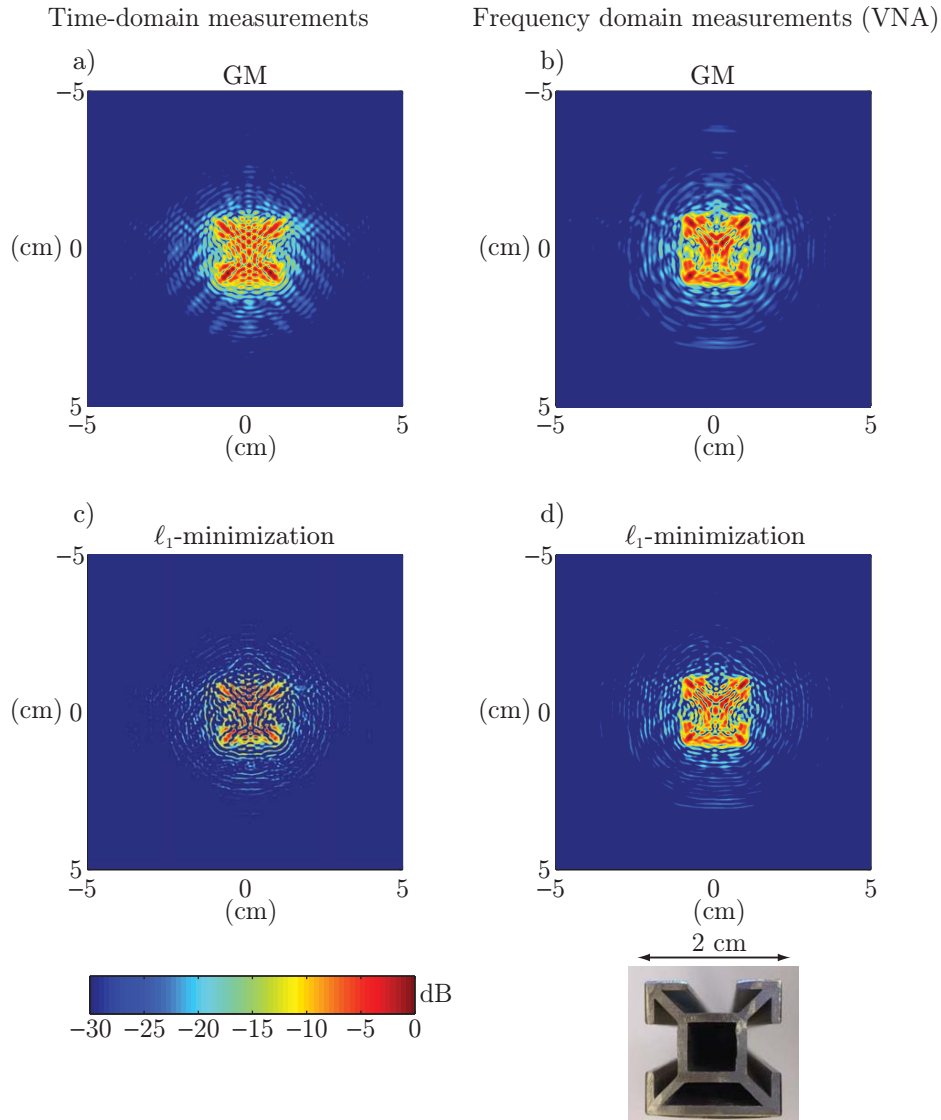 Time-domain measurements
Frequency domain measurements (VNA)
a)
GM
−5
(cm) 0
5
−5
0
5
(cm)
b)
GM
−5
(cm) 0
5
−5
0
5
(cm)
c)
ℓ₁-minimization
−5
(cm) 0
5
−5
0
5
(cm)
d)
ℓ₁-minimization
−5
(cm) 0
5
−5
0
5
(cm)
dB
−30 −25 −20 −15 −10 −5 0
2 cm